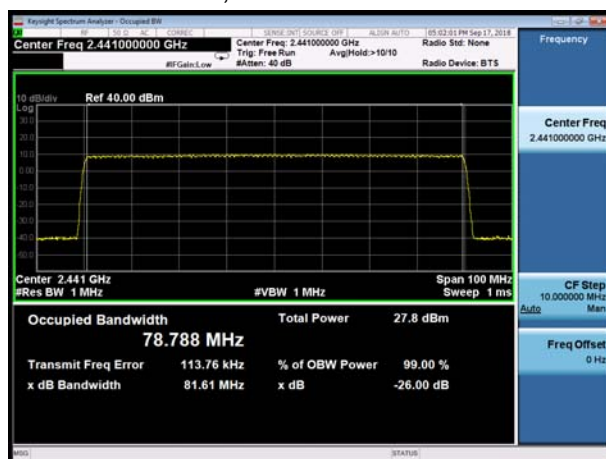 Keysight Spectrum Analyzer - Occupied BW
RF 50 Ω AC CORREC SENSE:INT SOURCE OFF ALIGN AUTO 05:02:01 PM Sep 17, 2018
Center Freq 2.441000000 GHz
Center Freq: 2.441000000 GHz Radio Std: None
Trig: Free Run Avg|Hold:>10/10
#IFGain:Low #Atten: 40 dB Radio Device: BTS
Frequency
10 dB/div Ref 40.00 dBm
Log
30.0
20.0
10.0
0.00
-10.0
-20.0
-30.0
-40.0
-50.0
Center 2.441 GHz Span 100 MHz
#Res BW 1 MHz #VBW 1 MHz Sweep 1 ms
Occupied Bandwidth Total Power 27.8 dBm
78.788 MHz
Transmit Freq Error 113.76 kHz % of OBW Power 99.00 %
x dB Bandwidth 81.61 MHz x dB -26.00 dB
Center Freq
2.441000000 GHz
CF Step
10.000000 MHz
Auto Man
Freq Offset
0 Hz
MSG STATUS